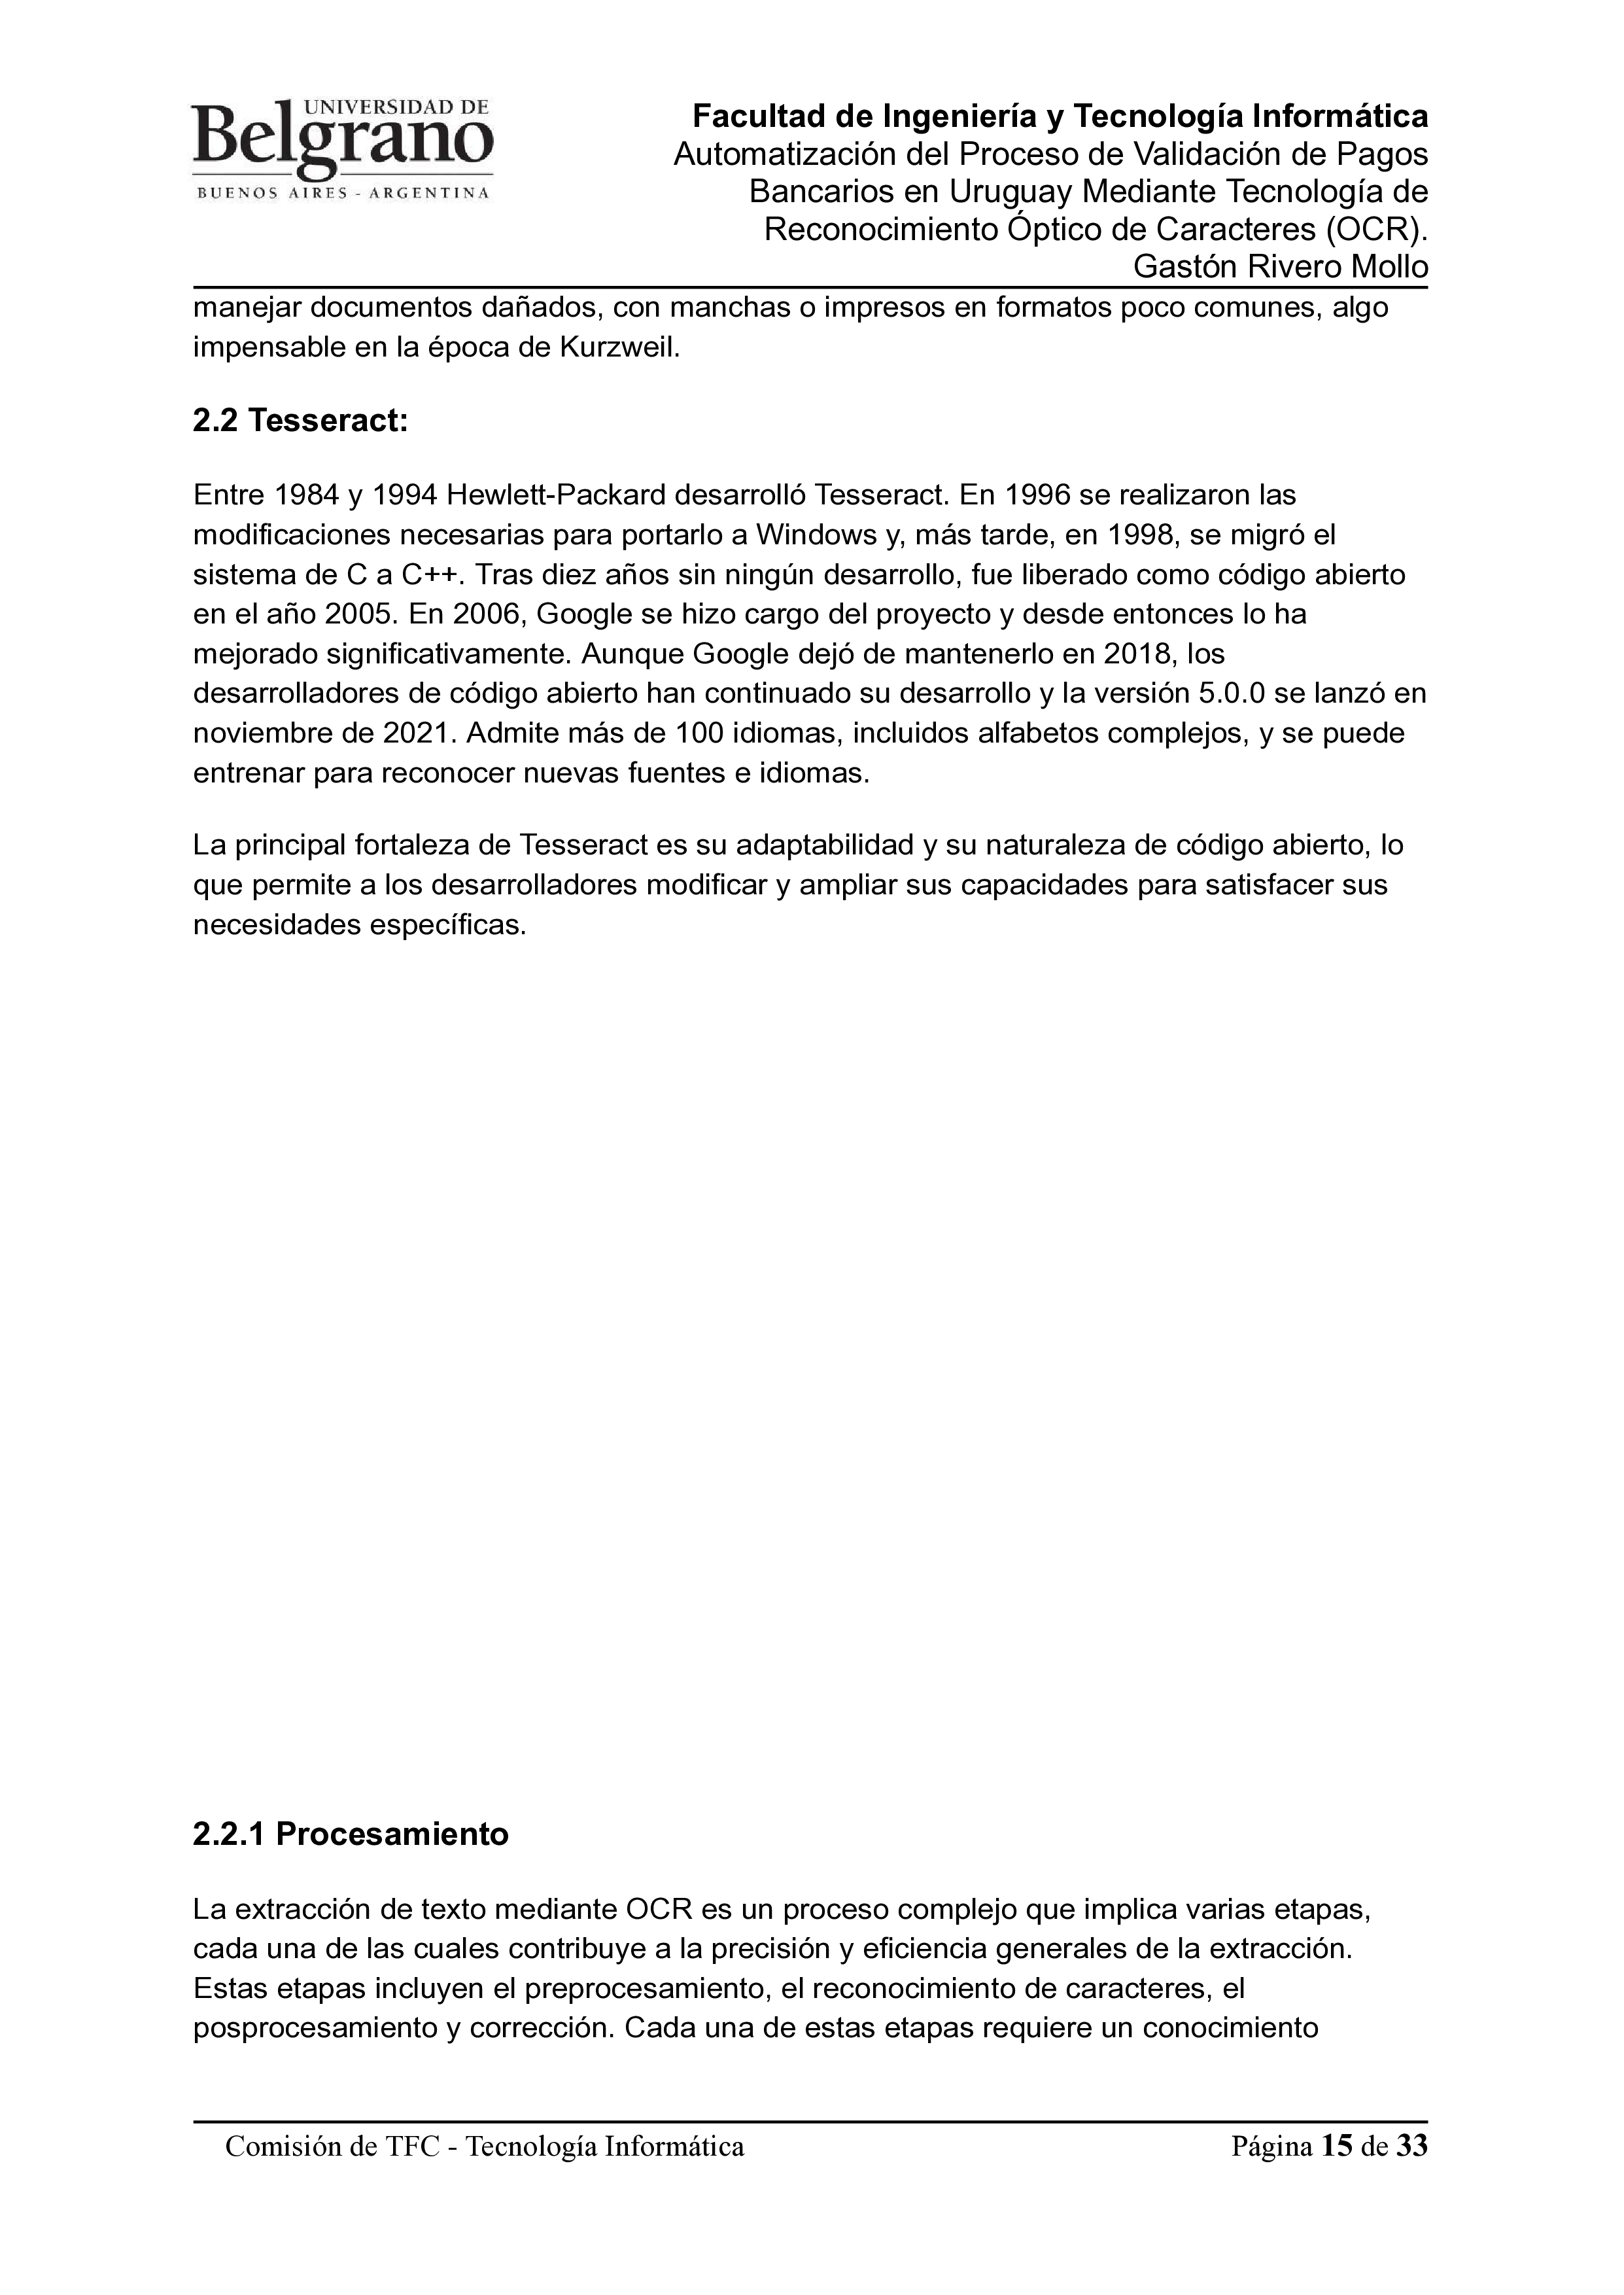 UNIVERSIDAD DE
Belgrano
BUENOS AIRES - ARGENTINA
Facultad de Ingeniería y Tecnología Informática
Automatización del Proceso de Validación de Pagos
Bancarios en Uruguay Mediante Tecnología de
Reconocimiento Óptico de Caracteres (OCR).
Gastón Rivero Mollo
manejar documentos dañados, con manchas o impresos en formatos poco comunes, algo
impensable en la época de Kurzweil.
2.2 Tesseract:
Entre 1984 y 1994 Hewlett-Packard desarrolló Tesseract. En 1996 se realizaron las
modificaciones necesarias para portarlo a Windows y, más tarde, en 1998, se migró el
sistema de C a C++. Tras diez años sin ningún desarrollo, fue liberado como código abierto
en el año 2005. En 2006, Google se hizo cargo del proyecto y desde entonces lo ha
mejorado significativamente. Aunque Google dejó de mantenerlo en 2018, los
desarrolladores de código abierto han continuado su desarrollo y la versión 5.0.0 se lanzó en
noviembre de 2021. Admite más de 100 idiomas, incluidos alfabetos complejos, y se puede
entrenar para reconocer nuevas fuentes e idiomas.
La principal fortaleza de Tesseract es su adaptabilidad y su naturaleza de código abierto, lo
que permite a los desarrolladores modificar y ampliar sus capacidades para satisfacer sus
necesidades específicas.
2.2.1 Procesamiento
La extracción de texto mediante OCR es un proceso complejo que implica varias etapas,
cada una de las cuales contribuye a la precisión y eficiencia generales de la extracción.
Estas etapas incluyen el preprocesamiento, el reconocimiento de caracteres, el
posprocesamiento y corrección. Cada una de estas etapas requiere un conocimiento
Comisión de TFC - Tecnología Informática
Página 15 de 33